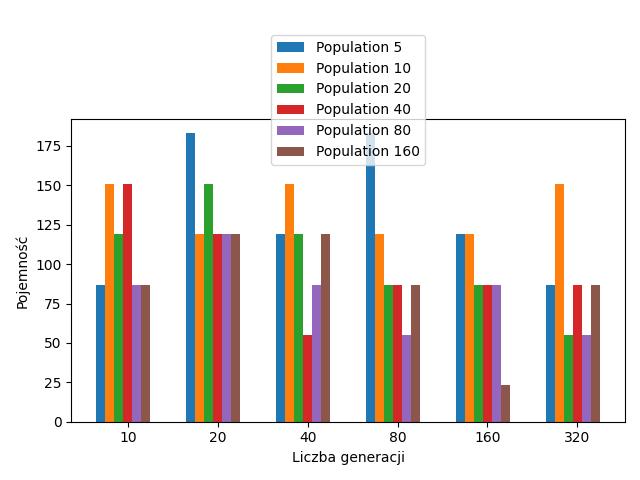 Population 5
Population 10
Population 20
Population 40
Population 80
Population 160
175
150
125
100
75
50
25
0
Pojemność
10 20 40 80 160 320
Liczba generacji